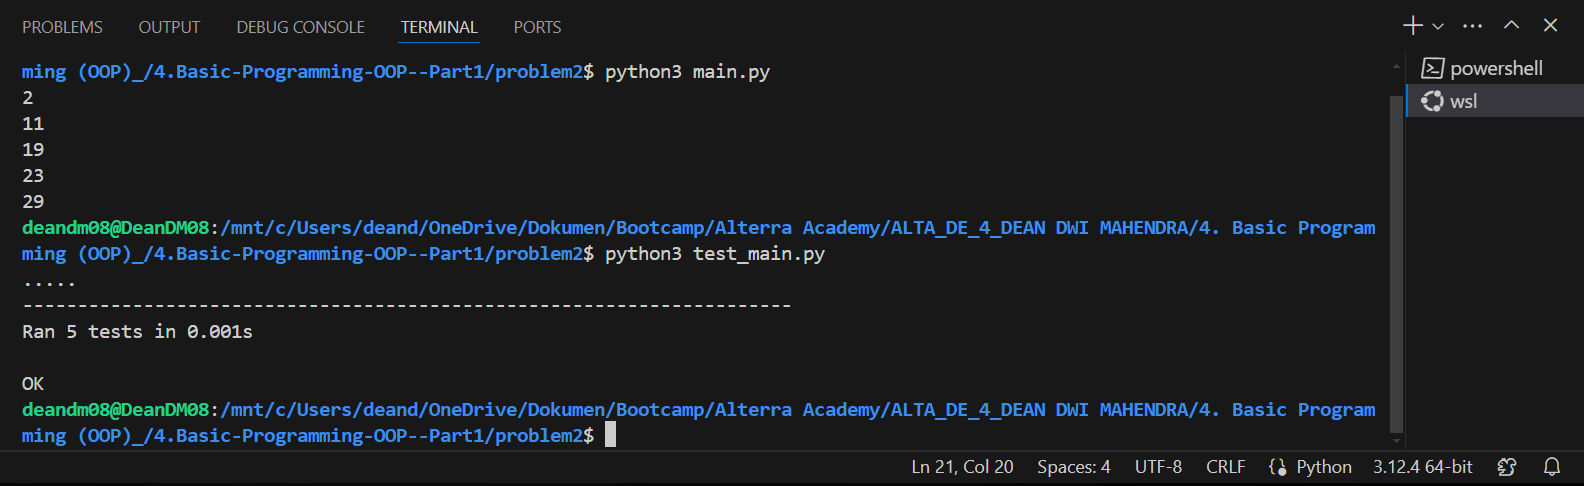 PROBLEMS OUTPUT DEBUG CONSOLE TERMINAL PORTS
ming (OOP)_/4.Basic-Programming-OOP--Part1/problem2$ python3 main.py
2
11
19
23
29
deandm08@DeanDM08:/mnt/c/Users/deand/OneDrive/Dokumen/Bootcamp/Alterra Academy/ALTA_DE_4_DEAN DWI MAHENDRA/4. Basic Program
ming (OOP)_/4.Basic-Programming-OOP--Part1/problem2$ python3 test_main.py
.....
----------------------------------------------------------------------
Ran 5 tests in 0.001s
OK
deandm08@DeanDM08:/mnt/c/Users/deand/OneDrive/Dokumen/Bootcamp/Alterra Academy/ALTA_DE_4_DEAN DWI MAHENDRA/4. Basic Program
ming (OOP)_/4.Basic-Programming-OOP--Part1/problem2$
powershell
wsl
Ln 21, Col 20 Spaces: 4 UTF-8 CRLF Python 3.12.4 64-bit